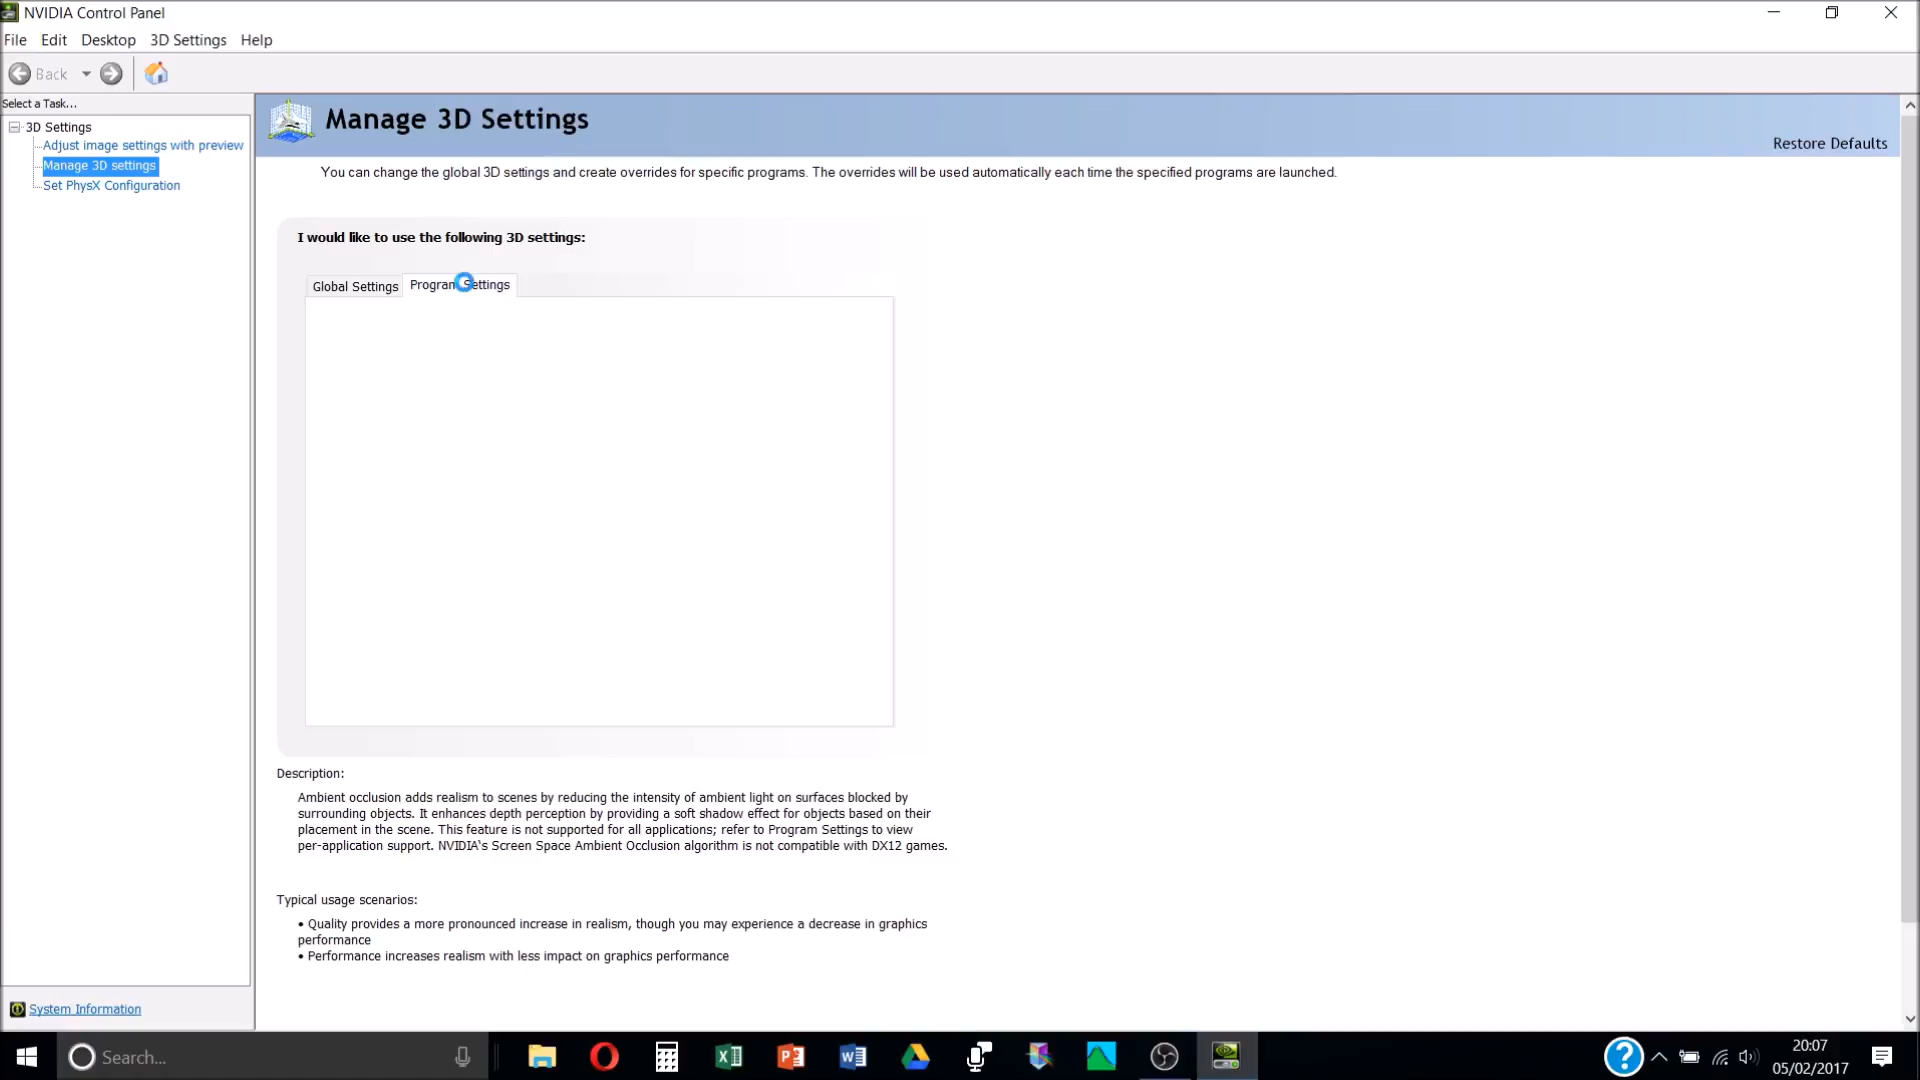 NVIDIA Control Panel
File Edit Desktop 3D Settings Help
Back
Select a Task...
3D Settings
Adjust image settings with preview
Manage 3D settings
Set PhysX Configuration
System Information
Manage 3D Settings
Restore Defaults
You can change the global 3D settings and create overrides for specific programs. The overrides will be used automatically each time the specified programs are launched.
I would like to use the following 3D settings:
Global Settings
Program Settings
Description:
Ambient occlusion adds realism to scenes by reducing the intensity of ambient light on surfaces blocked by
surrounding objects. It enhances depth perception by providing a soft shadow effect for objects based on their
placement in the scene. This feature is not supported for all applications; refer to Program Settings to view
per-application support. NVIDIA's Screen Space Ambient Occlusion algorithm is not compatible with DX12 games.
Typical usage scenarios:
• Quality provides a more pronounced increase in realism, though you may experience a decrease in graphics
performance
• Performance increases realism with less impact on graphics performance
Search...
20:07
05/02/2017